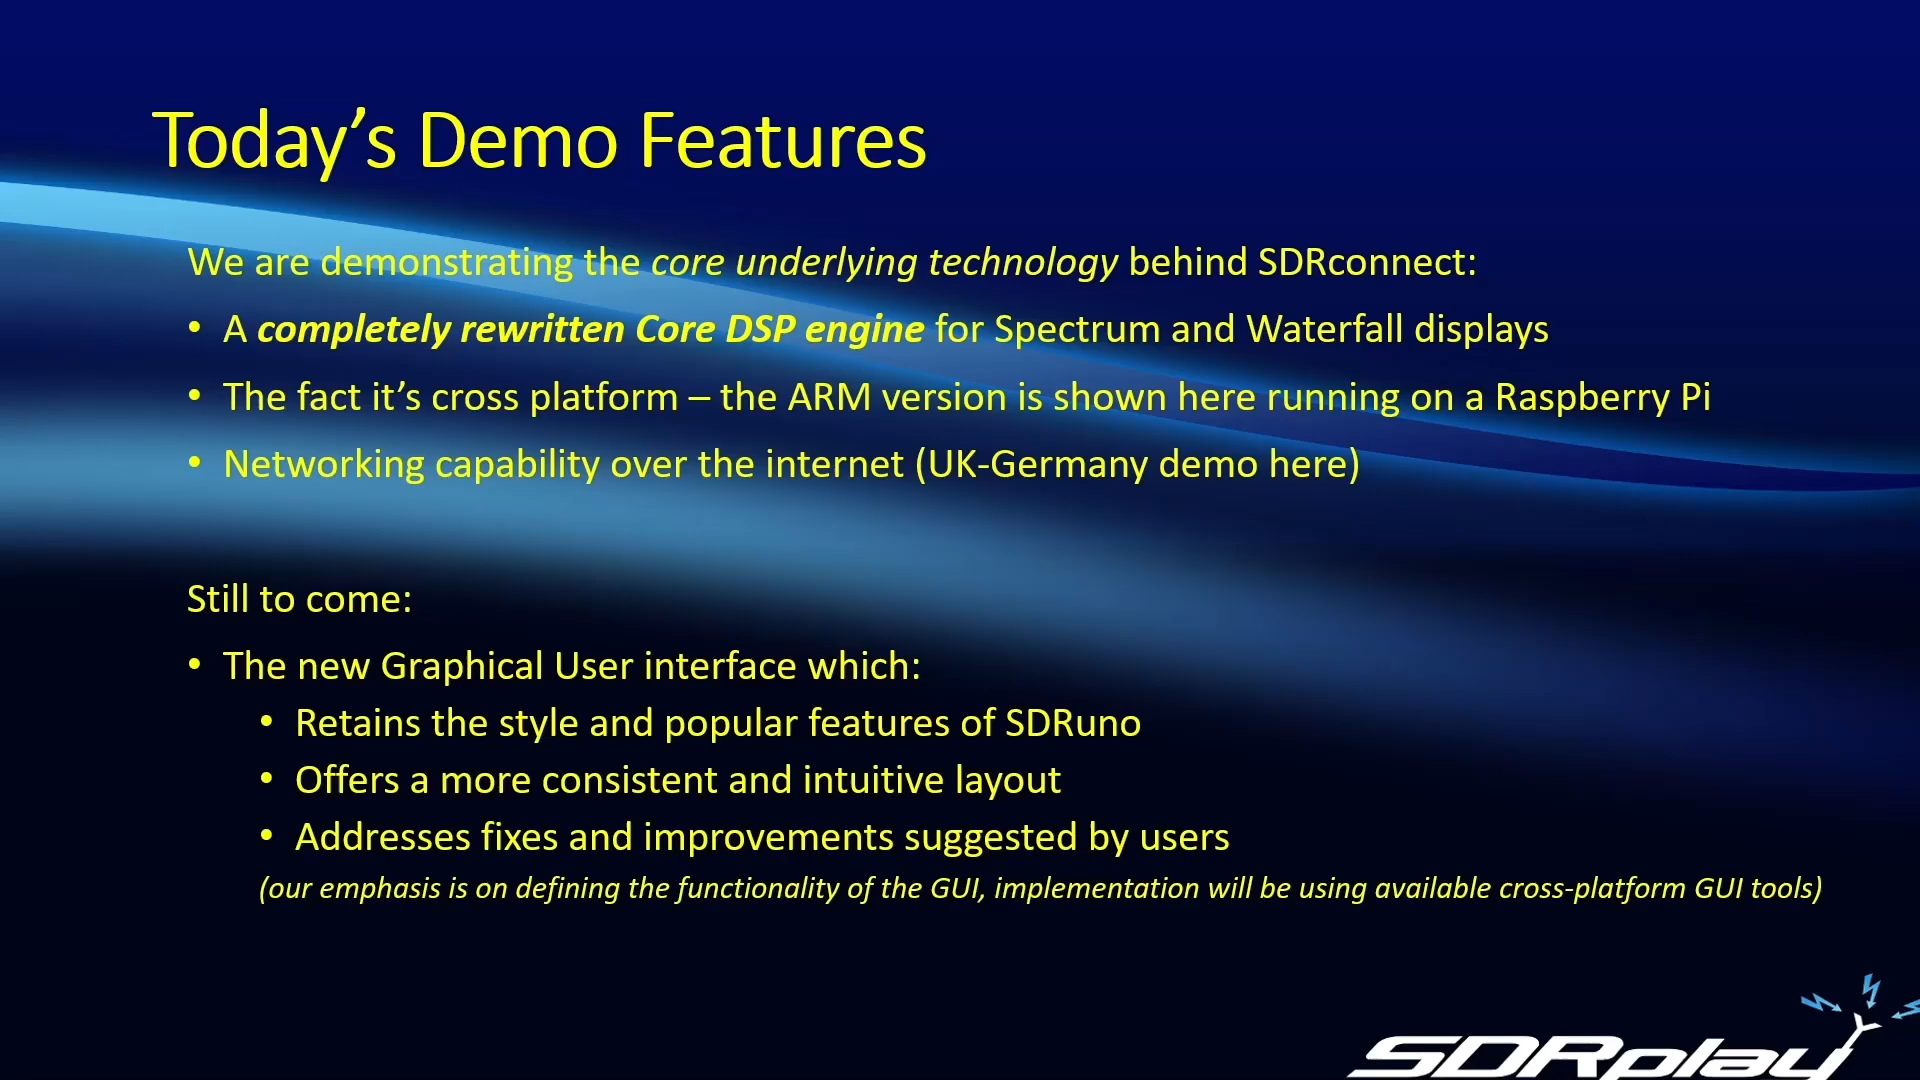 Today’s Demo Features
We are demonstrating the core underlying technology behind SDRconnect:
• A completely rewritten Core DSP engine for Spectrum and Waterfall displays
• The fact it’s cross platform – the ARM version is shown here running on a Raspberry Pi
• Networking capability over the internet (UK-Germany demo here)
Still to come:
• The new Graphical User interface which:
• Retains the style and popular features of SDRuno
• Offers a more consistent and intuitive layout
• Addresses fixes and improvements suggested by users
(our emphasis is on defining the functionality of the GUI, implementation will be using available cross-platform GUI tools)
SDRplay